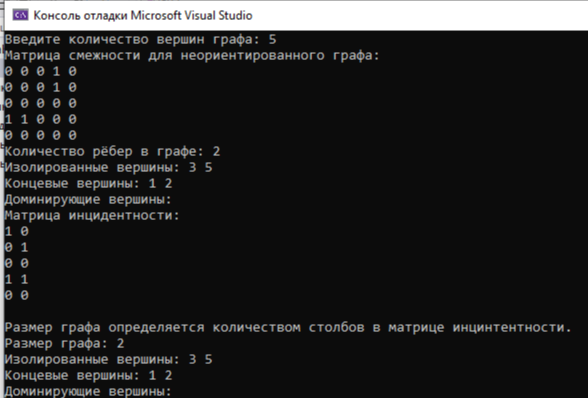 Консоль отладки Microsoft Visual Studio
Введите количество вершин графа: 5
Матрица смежности для неориентированного графа:
0 0 0 1 0
0 0 0 1 0
0 0 0 0 0
1 1 0 0 0
0 0 0 0 0
Количество рёбер в графе: 2
Изолированные вершины: 3 5
Концевые вершины: 1 2
Доминирующие вершины:
Матрица инцидентности:
1 0
0 1
0 0
1 1
0 0
Размер графа определяется количеством столбов в матрице инцинтентности.
Размер графа: 2
Изолированные вершины: 3 5
Концевые вершины: 1 2
Доминирующие вершины: